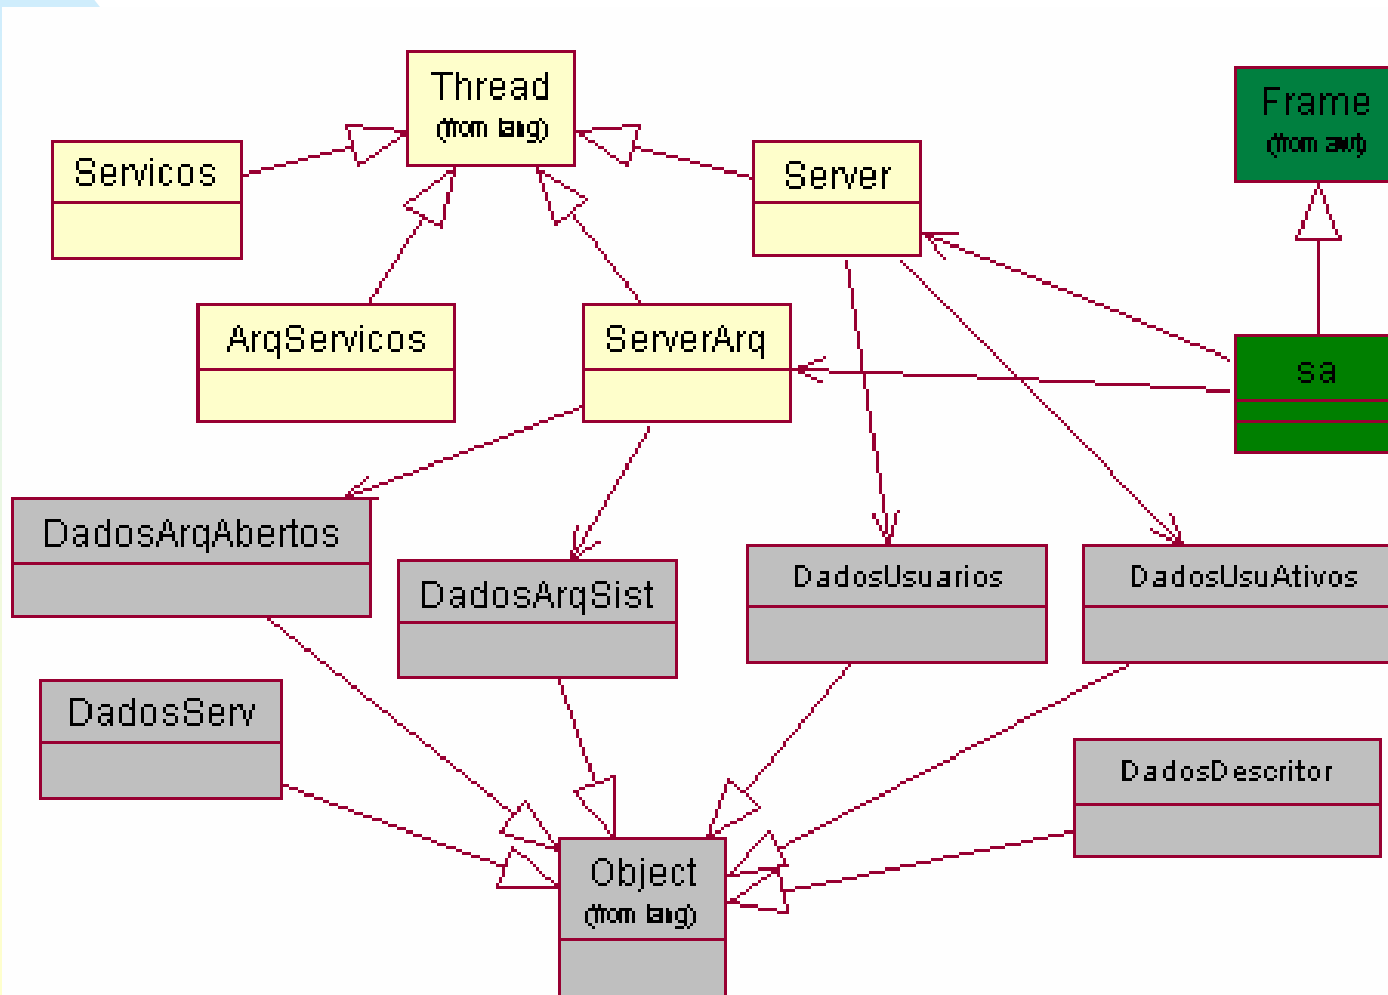 Thread
(from lang)
Frame
(from awt)
Servicos
Server
ArqServicos
ServerArq
sa
DadosArqAbertos
DadosArqSist
DadosUsuarios
DadosUsuAtivos
DadosServ
DadosDescritor
Object
(from lang)